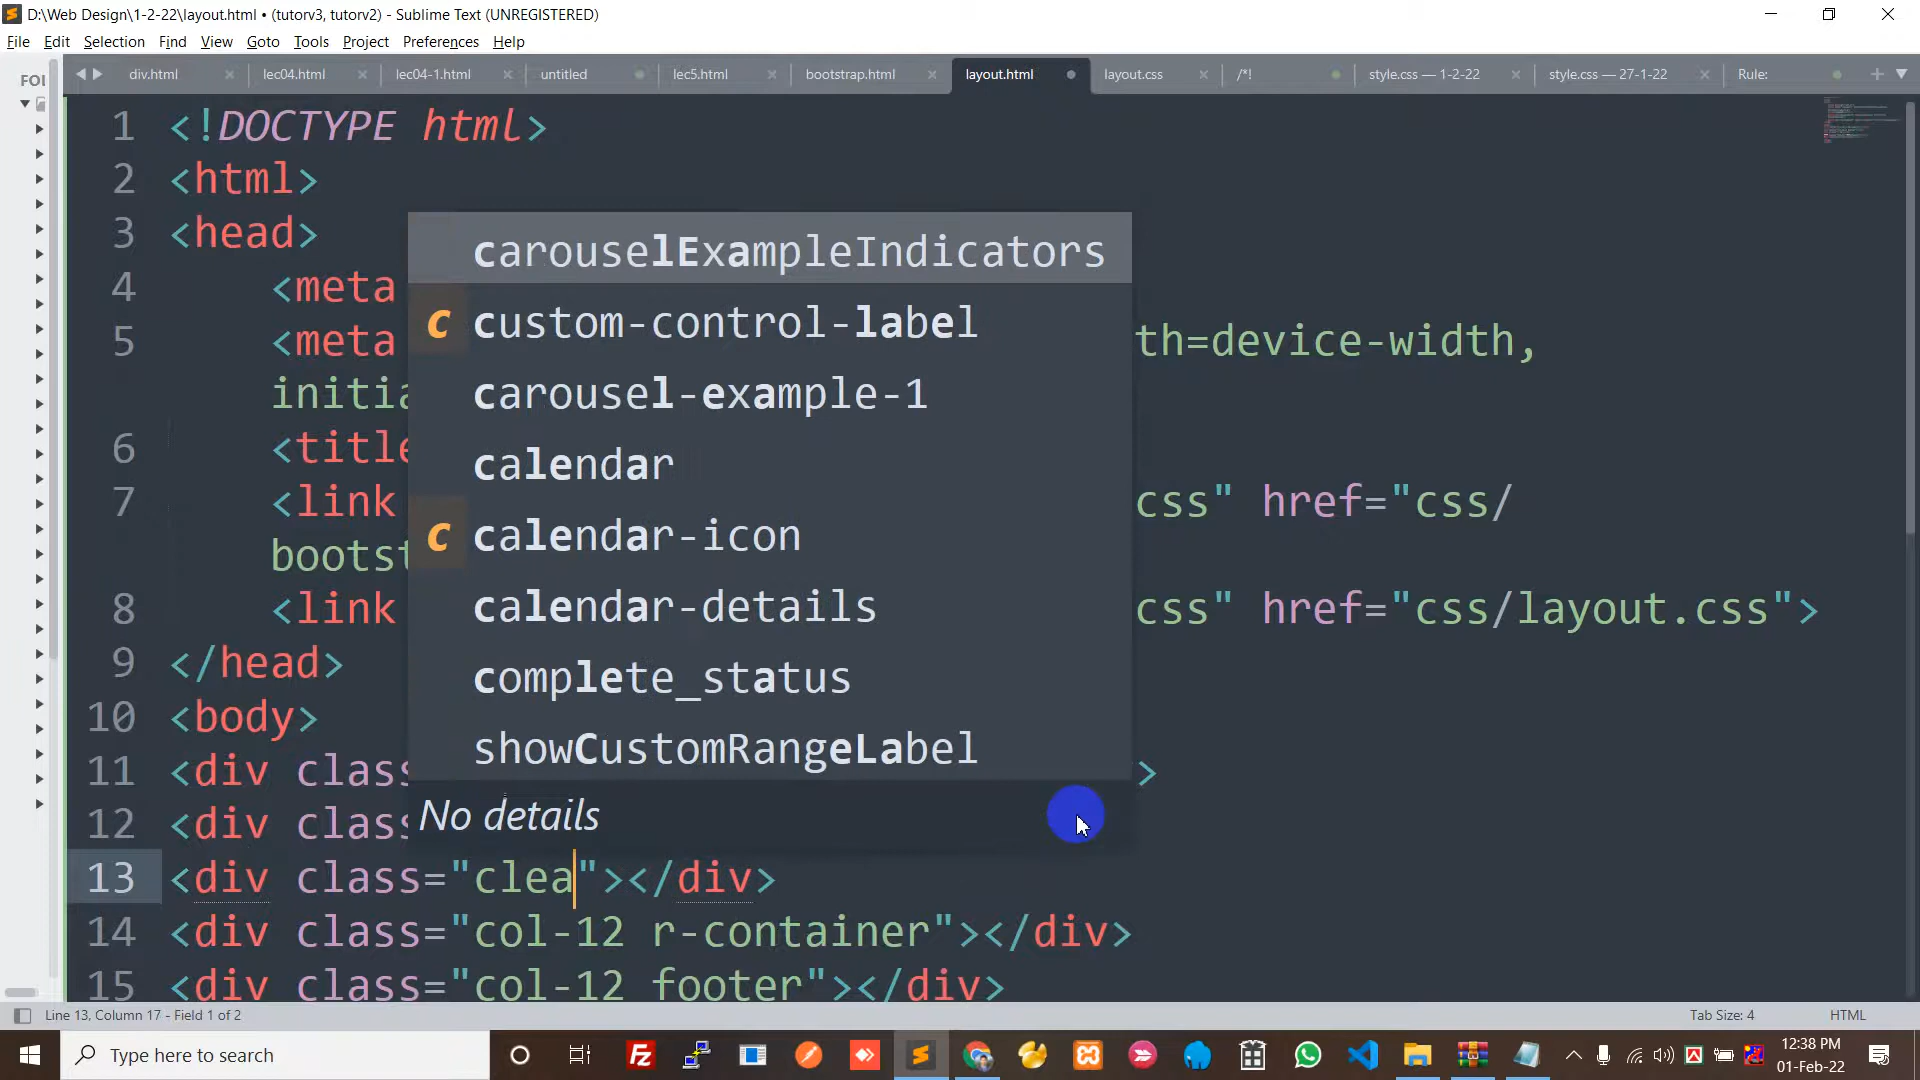 D:\Web Design\1-2-22\layout.html • (tutorv3, tutorv2) - Sublime Text (UNREGISTERED)
File Edit Selection Find View Goto Tools Project Preferences Help
FOI div.html lec04.html lec04-1.html untitled lec5.html bootstrap.html layout.html layout.css /*! style.css — 1-2-22 style.css — 27-1-22 Rule:
1 <!DOCTYPE html>
2 <html>
3 <head>
carouselExampleIndicators
4 <meta
c custom-control-label
5 <meta th=device-width,
initia
carousel-example-1
6 <title
calendar
7 <link css" href="css/
c calendar-icon
bootst
calendar-details
8 <link css" href="css/layout.css">
9 </head>
complete_status
10 <body>
showCustomRangeLabel
11 <div class >
No details
12 <div class
13 <div class="clea"></div>
14 <div class="col-12 r-container"></div>
15 <div class="col-12 footer"></div>
Line 13, Column 17 - Field 1 of 2 Tab Size: 4 HTML
Type here to search
12:38 PM
01-Feb-22